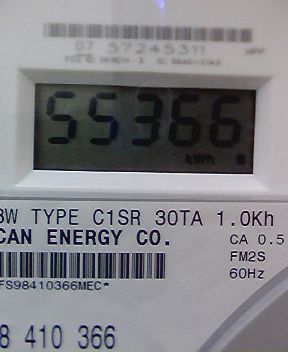 07 57245311
55366
kWh
3W TYPE C1SR 30TA 1.0Kh
CAN ENERGY CO.
CA 0.5
FM2S
60Hz
FS98410366MEC*
8 410 366